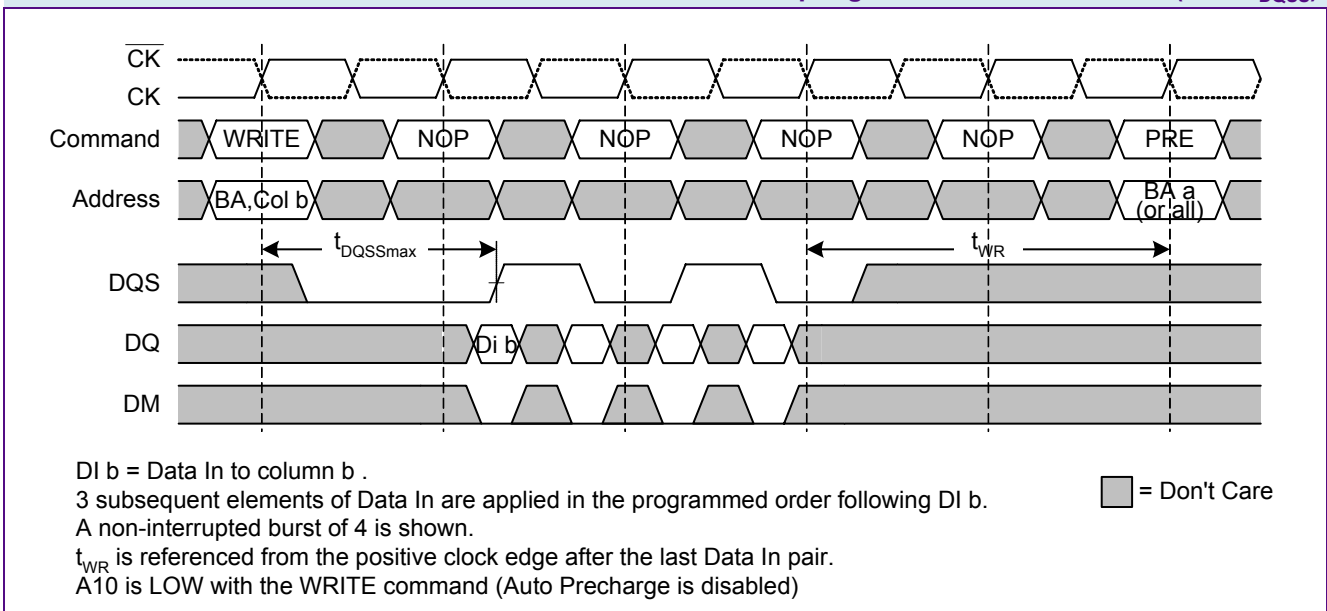 CK
CK
Command
WRITE
NOP
NOP
NOP
NOP
PRE
Address
BA,Col b
BA a
(or all)
tDQSSmax
tWR
DQS
DQ
Di b
DM
DI b = Data In to column b .
3 subsequent elements of Data In are applied in the programmed order following DI b.
A non-interrupted burst of 4 is shown.
tWR is referenced from the positive clock edge after the last Data In pair.
A10 is LOW with the WRITE command (Auto Precharge is disabled)
= Don't Care